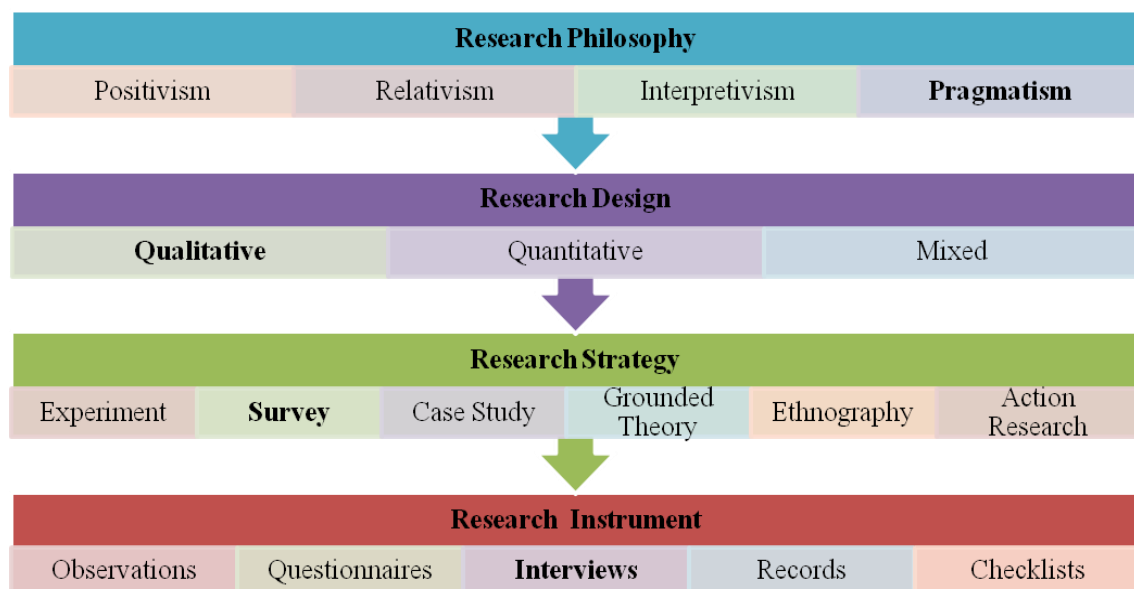 Research Philosophy
Positivism Relativism Interpretivism Pragmatism
Research Design
Qualitative Quantitative Mixed
Research Strategy
Experiment Survey Case Study Grounded Theory Ethnography Action Research
Research Instrument
Observations Questionnaires Interviews Records Checklists